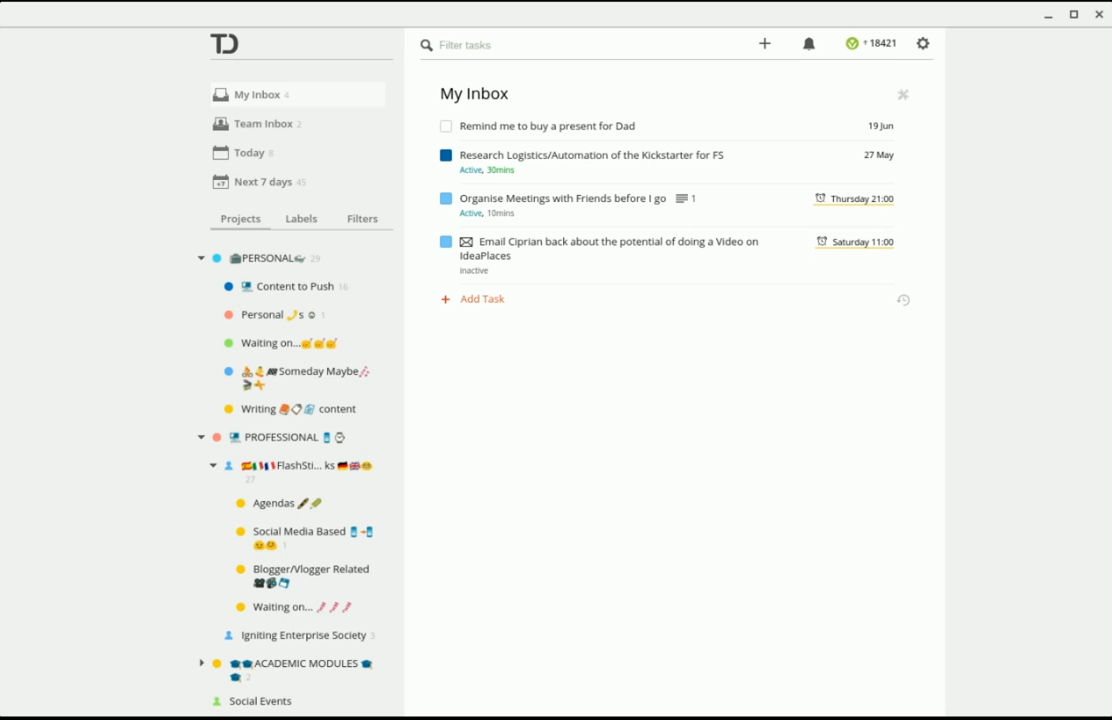 TD
Filter tasks
18421
My Inbox 4
Team Inbox 2
Today 8
Next 7 days 45
Projects Labels Filters
PERSONAL 29
Content to Push 16
Personal s 1
Waiting on...
Someday Maybe
Writing content
PROFESSIONAL
FlashSti... ks
27
Agendas
Social Media Based
1
Blogger/Vlogger Related
Waiting on...
Igniting Enterprise Society 3
ACADEMIC MODULES
2
Social Events
My Inbox
Remind me to buy a present for Dad 19 Jun
Research Logistics/Automation of the Kickstarter for FS 27 May
Active, 30mins
Organise Meetings with Friends before I go 1 Thursday 21:00
Active, 10mins
Email Ciprian back about the potential of doing a Video on Saturday 11:00
IdeaPlaces
Inactive
+ Add Task